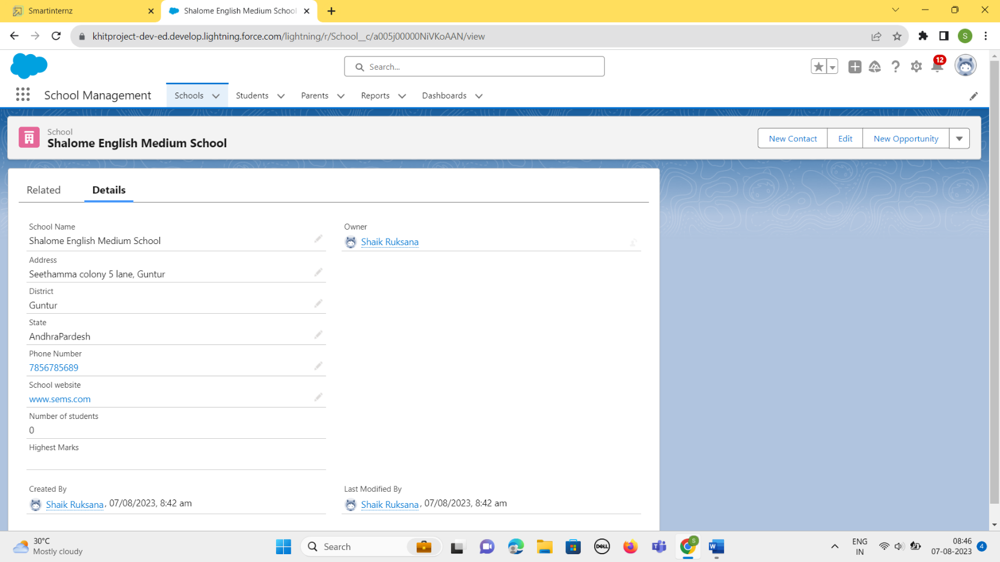 Smartinternz
Shalome English Medium School
khitproject-dev-ed.develop.lightning.force.com/lightning/r/School__c/a005j00000NiVKoAAN/view
S
Search...
12
School Management
Schools
Students
Parents
Reports
Dashboards
School
Shalome English Medium School
New Contact
Edit
New Opportunity
Related
Details
School Name
Shalome English Medium School
Owner
Shaik Ruksana
Address
Seethamma colony 5 lane, Guntur
District
Guntur
State
AndhraPardesh
Phone Number
7856785689
School website
www.sems.com
Number of students
0
Highest Marks
Created By
Shaik Ruksana, 07/08/2023, 8:42 am
Last Modified By
Shaik Ruksana, 07/08/2023, 8:42 am
30°C
Mostly cloudy
Search
DELL
S
W
ENG
IN
08:46
07-08-2023
4